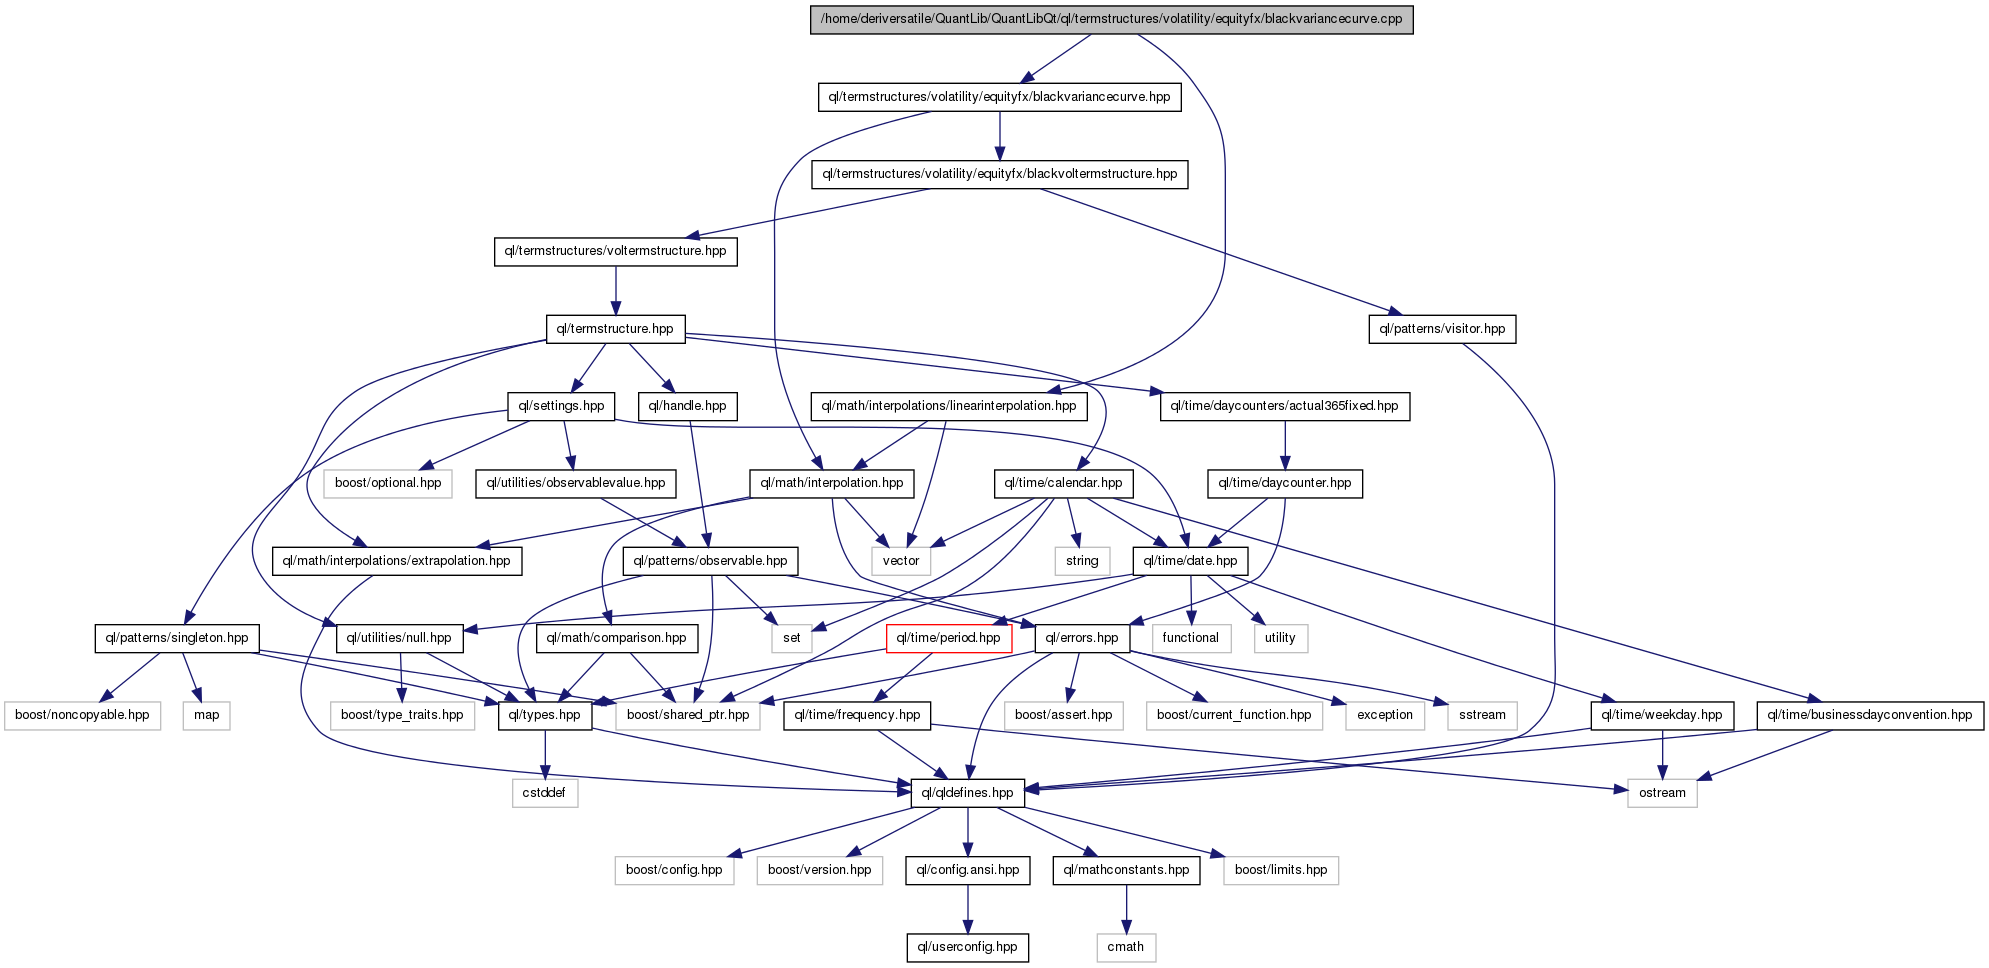 /home/deriversatile/QuantLib/QuantLibQt/ql/termstructures/volatility/equityfx/blackvariancecurve.cpp
ql/termstructures/volatility/equityfx/blackvariancecurve.hpp
ql/termstructures/volatility/equityfx/blackvoltermstructure.hpp
ql/termstructures/voltermstructure.hpp
ql/termstructure.hpp
ql/patterns/visitor.hpp
ql/settings.hpp
ql/handle.hpp
ql/math/interpolations/linearinterpolation.hpp
ql/time/daycounters/actual365fixed.hpp
boost/optional.hpp
ql/utilities/observablevalue.hpp
ql/math/interpolation.hpp
ql/time/calendar.hpp
ql/time/daycounter.hpp
ql/math/interpolations/extrapolation.hpp
ql/patterns/observable.hpp
vector
string
ql/time/date.hpp
ql/patterns/singleton.hpp
ql/utilities/null.hpp
ql/math/comparison.hpp
set
ql/time/period.hpp
ql/errors.hpp
functional
utility
boost/noncopyable.hpp
map
boost/type_traits.hpp
ql/types.hpp
boost/shared_ptr.hpp
ql/time/frequency.hpp
boost/assert.hpp
boost/current_function.hpp
exception
sstream
ql/time/weekday.hpp
ql/time/businessdayconvention.hpp
cstddef
ql/qldefines.hpp
ostream
boost/config.hpp
boost/version.hpp
ql/config.ansi.hpp
ql/mathconstants.hpp
boost/limits.hpp
ql/userconfig.hpp
cmath